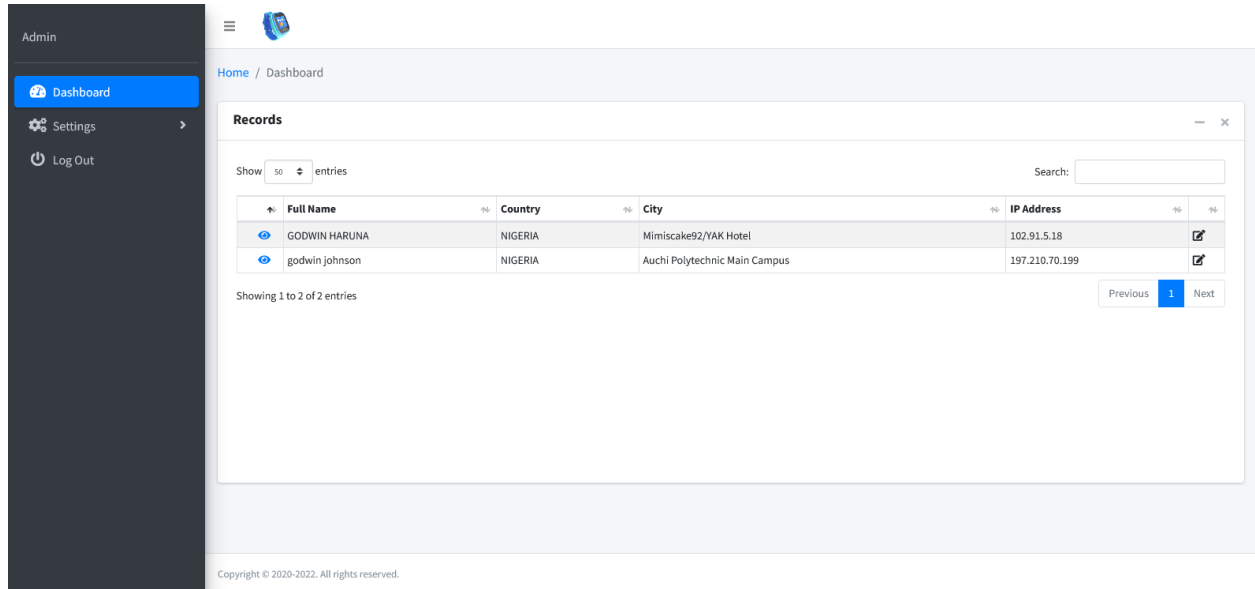 Admin
Home / Dashboard
Dashboard
Settings
Log Out
Records
Show 50 entries
Search:
Full Name Country City IP Address
GODWIN HARUNA NIGERIA Mimiscake92/YAK Hotel 102.91.5.18
godwin johnson NIGERIA Auchi Polytechnic Main Campus 197.210.70.199
Showing 1 to 2 of 2 entries
Previous 1 Next
Copyright © 2020-2022. All rights reserved.